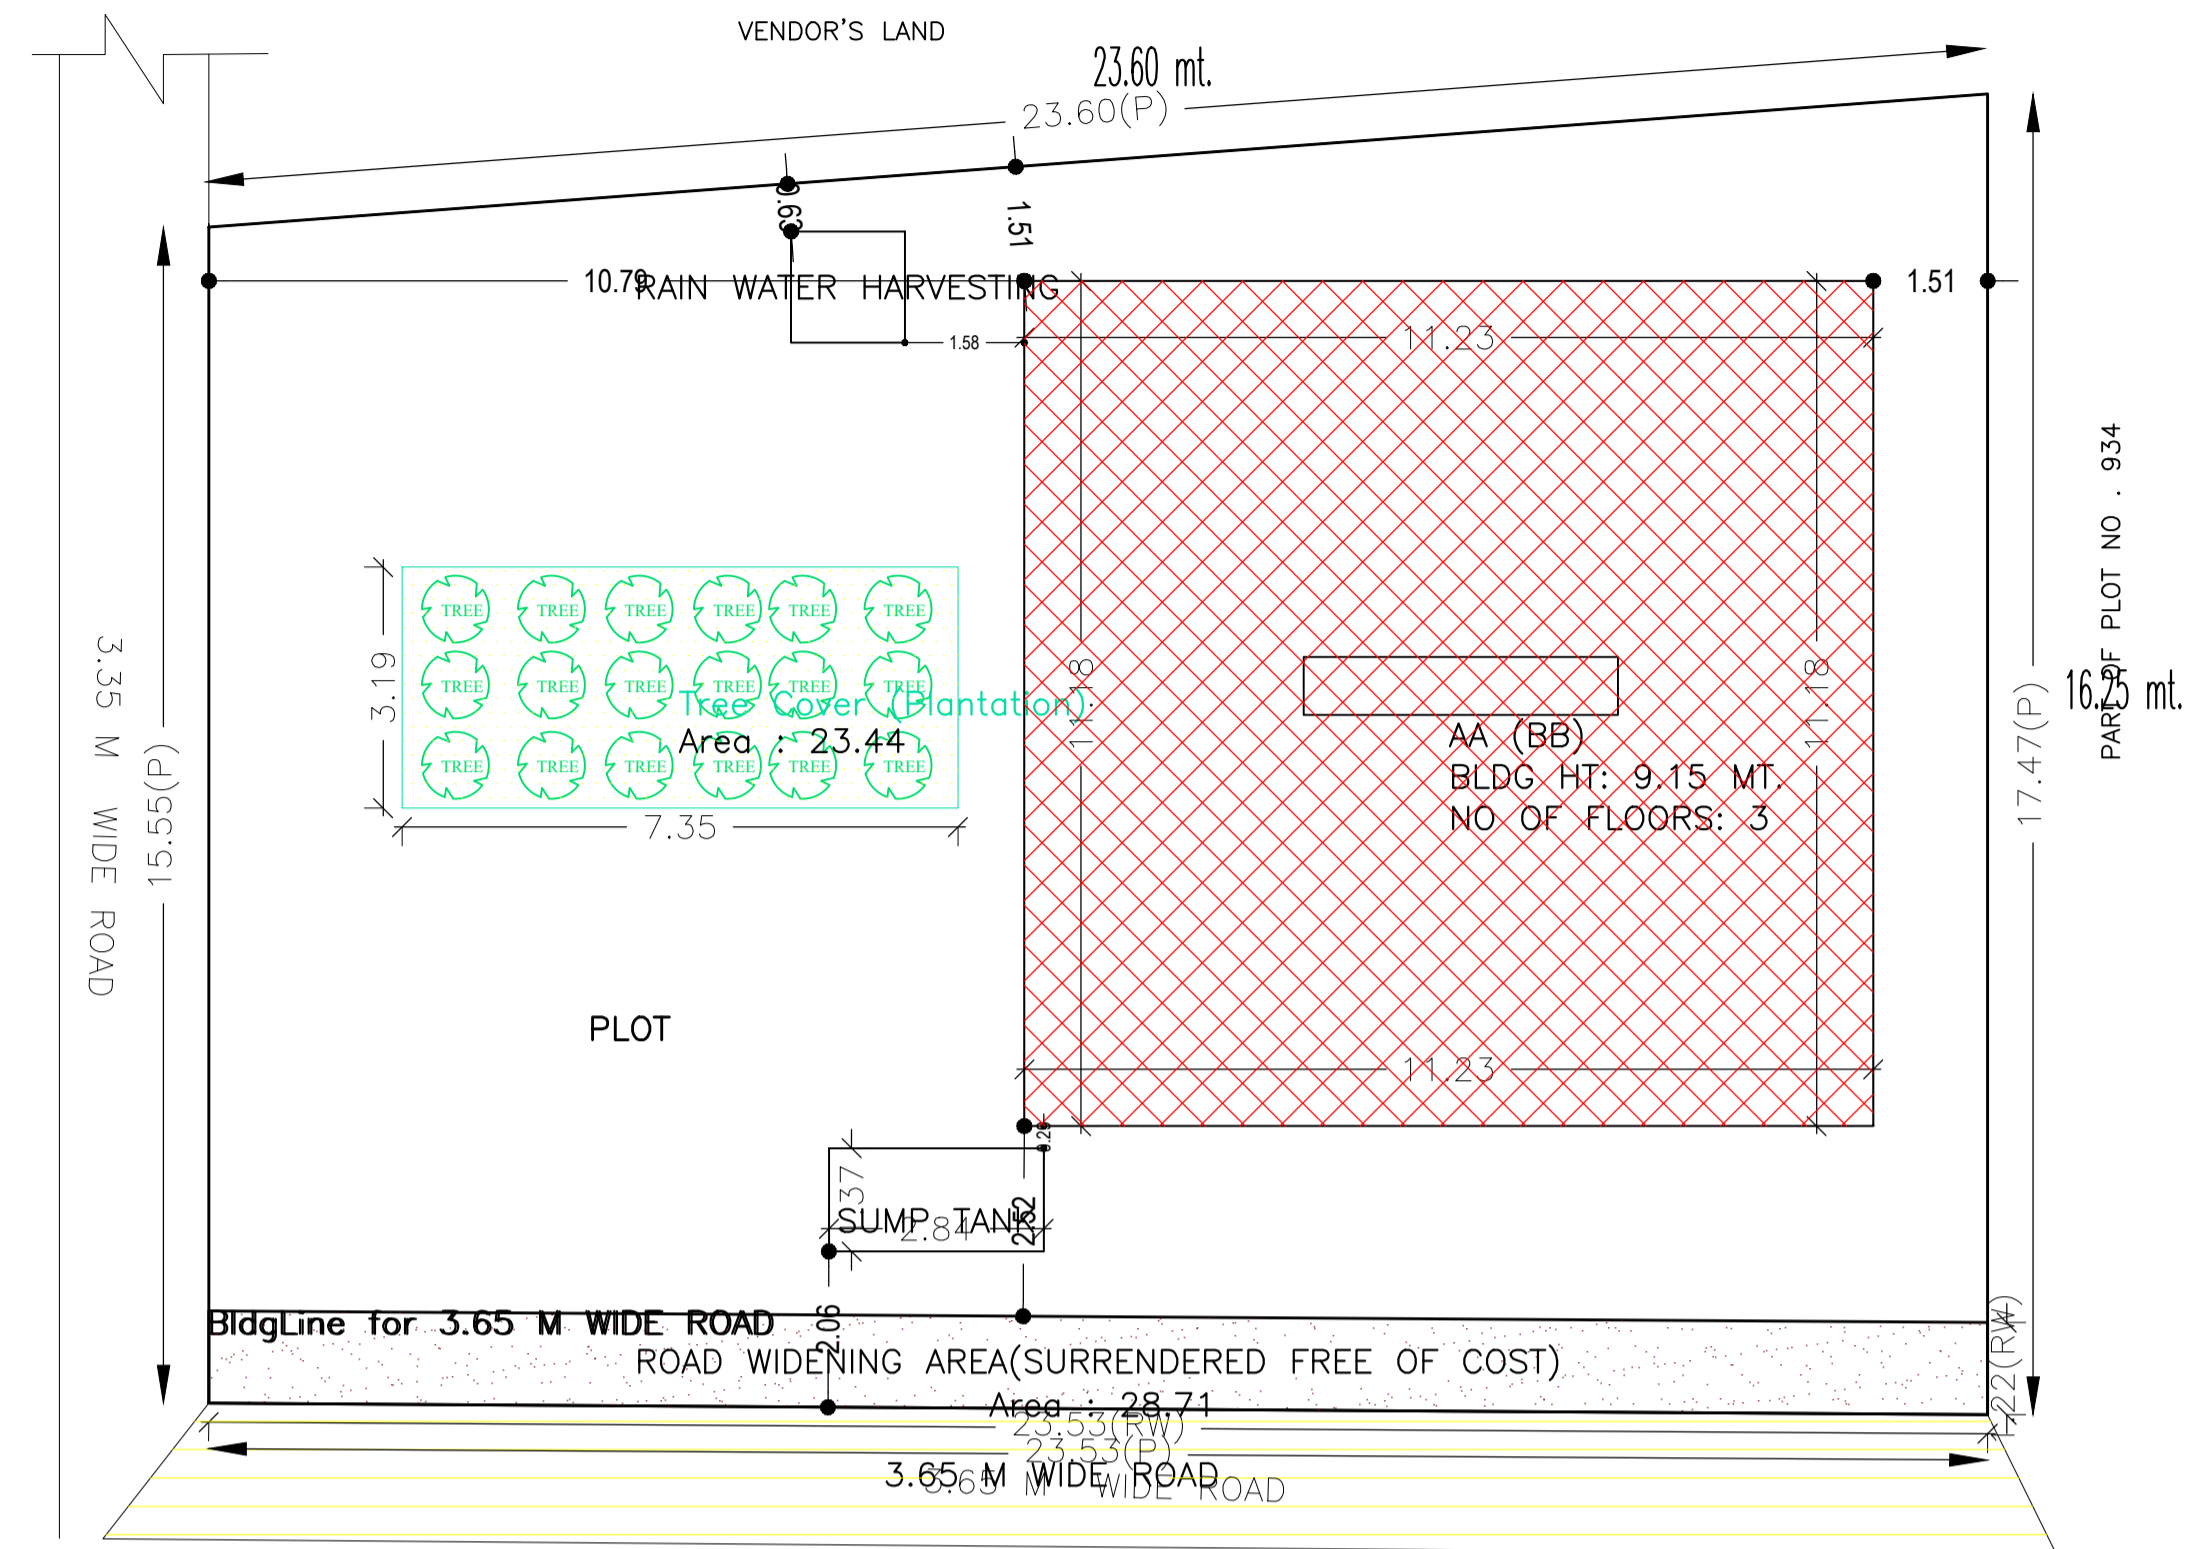 VENDOR'S LAND
23.60 mt.
23.60(P)
0.63
1.51
10.79
RAIN WATER HARVESTING
1.51
1.58
11.23
3.19
TREE TREE TREE TREE TREE TREE
TREE TREE TREE TREE TREE TREE
TREE TREE TREE TREE TREE TREE
Tree Cover (Plantation)
Area : 23.44
7.35
11.18
11.18
AA (BB)
BLDG HT: 9.15 MT.
NO OF FLOORS: 3
3.35 M WIDE ROAD
15.55(P)
17.47(P)
16.25 mt.
PART OF PLOT NO . 934
PLOT
11.23
0.29
SUMP TANK
2.84
2.52
2.06
BldgLine for 3.65 M WIDE ROAD
ROAD WIDENING AREA(SURRENDERED FREE OF COST)
Area : 28.71
23.53(RW)
23.53(P)
3.65 M WIDE ROAD
3.65 M WIDE ROAD